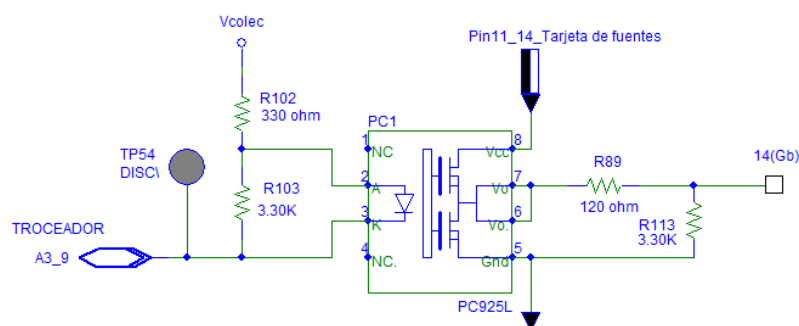 Vcolec
Pin11_14_Tarjeta de fuentes
R102
330 ohm
PC1
1
NC
8
Vcc
TP54
DISC\
R103
3.30K
2
A
7
Vo
R89
120 ohm
14(Gb)
3
K
6
Vo.
R113
3.30K
TROCEADOR
A3_9
4
NC.
5
Gnd
PC925L